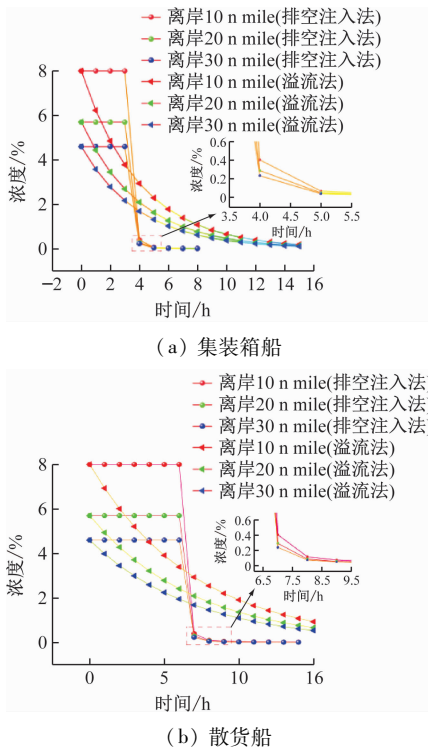 离岸10 n mile(排空注入法)
离岸20 n mile(排空注入法)
离岸30 n mile(排空注入法)
离岸10 n mile(溢流法)
离岸20 n mile(溢流法)
离岸30 n mile(溢流法)
浓度/%
8
6
4
2
0
浓度/%
0.6
0.4
0.2
0
3.5 4.0 4.5 5.0 5.5
时间/h
−2 0 2 4 6 8 10 12 14 16
时间/h
(a) 集装箱船
离岸10 n mile(排空注入法)
离岸20 n mile(排空注入法)
离岸30 n mile(排空注入法)
离岸10 n mile(溢流法)
离岸20 n mile(溢流法)
离岸30 n mile(溢流法)
浓度/%
8
6
4
2
0
浓度/%
0.6
0.4
0.2
0
6.5 7.5 8.5 9.5
时间/h
0 5 10 16
时间/h
(b) 散货船